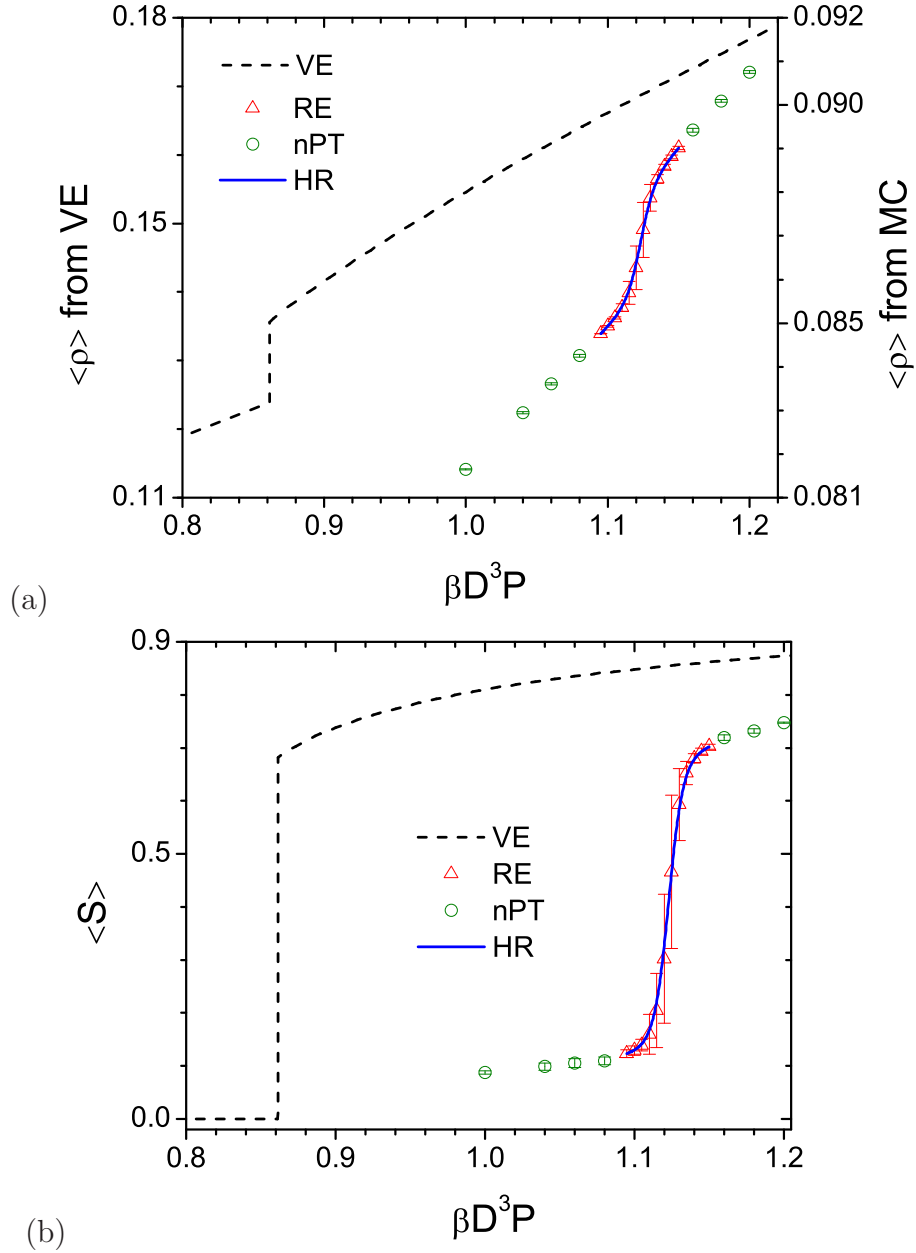 0.18
0.15
0.11
<ρ> from VE
VE
RE
nPT
HR
0.092
0.090
0.085
0.081
<ρ> from MC
0.8 0.9 1.0 1.1 1.2
βD³P
(a)
0.9
0.5
0.0
<S>
VE
RE
nPT
HR
0.8 0.9 1.0 1.1 1.2
βD³P
(b)